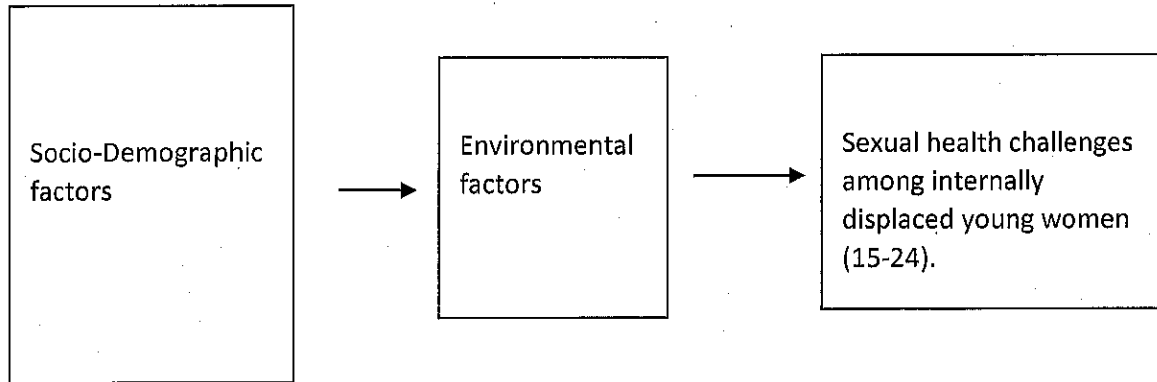 Socio-Demographic
factors
Environmental
factors
Sexual health challenges
among internally
displaced young women
(15-24).